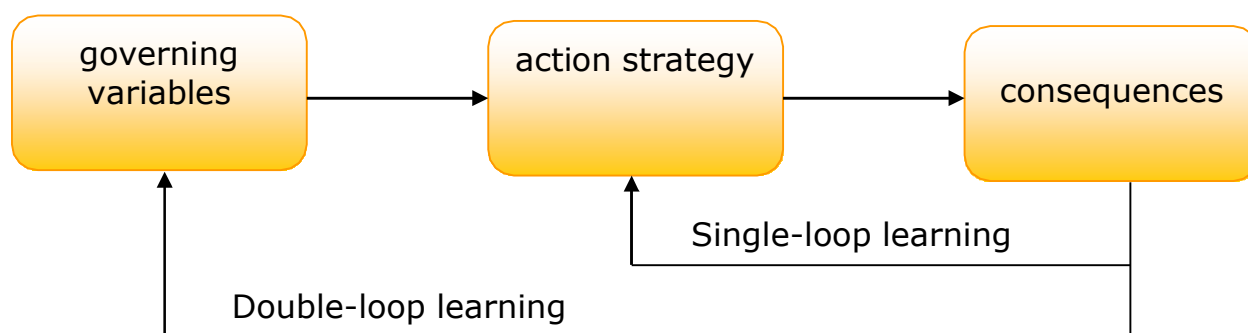 governing
variables
action strategy
consequences
Single-loop learning
Double-loop learning